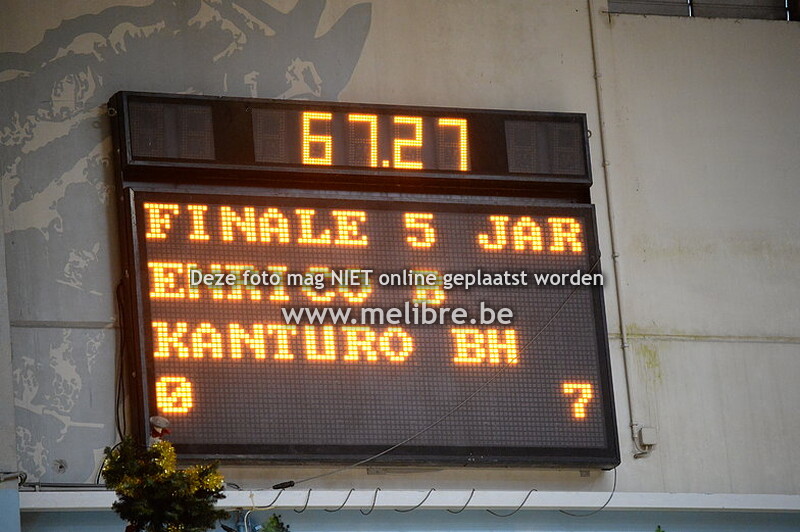 67.27
FINALE 5 JAR
ENRICO B
Deze foto mag NIET online geplaatst worden
www.melibre.be
KANTURO BH
0 7